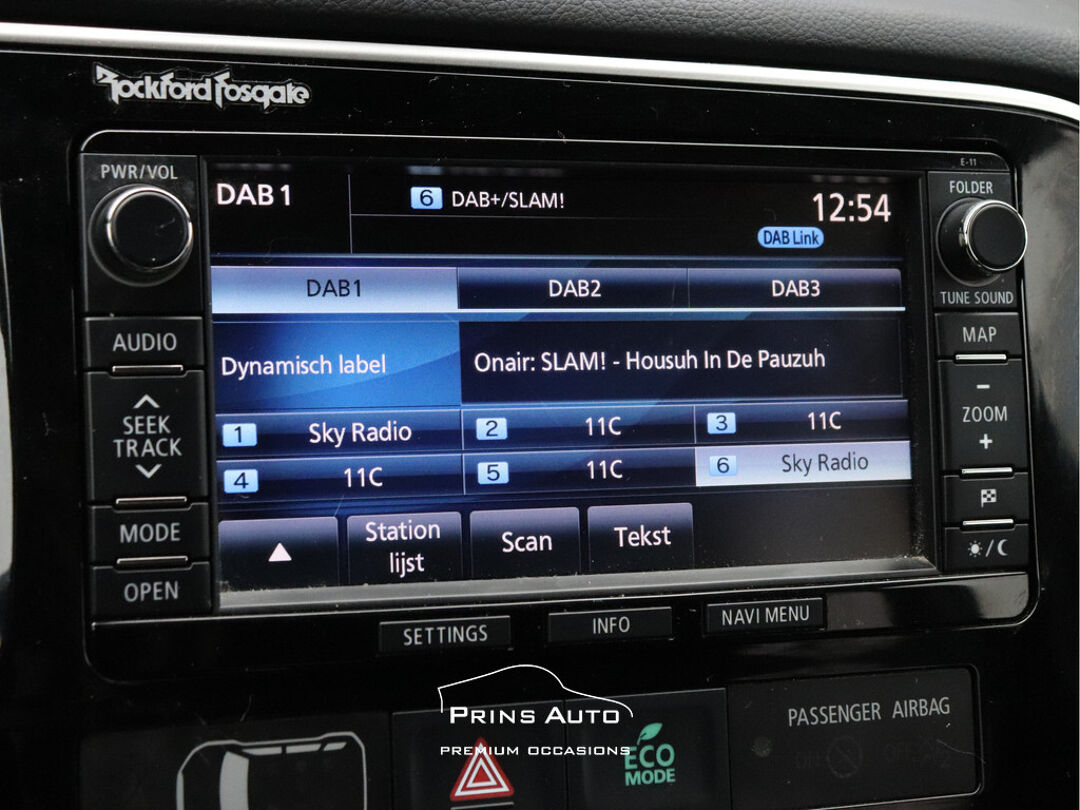 Rockford Fosgate
PWR/VOL
E-11
FOLDER
DAB1
6 DAB+/SLAM!
12:54
DAB Link
TUNE SOUND
DAB1
DAB2
DAB3
AUDIO
MAP
Dynamisch label
Onair: SLAM! - Housuh In De Pauzuh
SEEK
TRACK
ZOOM
1 Sky Radio
2 11C
3 11C
4 11C
5 11C
6 Sky Radio
MODE
Station
lijst
Scan
Tekst
OPEN
SETTINGS
INFO
NAVI MENU
PRINS AUTO
PREMIUM OCCASIONS
PASSENGER AIRBAG
ECO
MODE